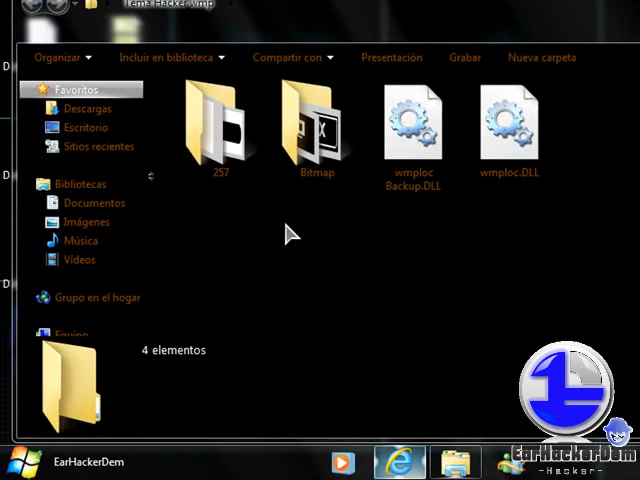 Tema Hacker wmp
Organizar Incluir en biblioteca Compartir con Presentación Grabar Nueva carpeta
Favoritos
Descargas
Escritorio
Sitios recientes
Bibliotecas
Documentos
Imágenes
Música
Vídeos
Grupo en el hogar
Equipo
257
Bitmap
X
wmploc
Backup.DLL
wmploc.DLL
4 elementos
D
D
D
EarHackerDem
EarHackerDem
-Hacker-